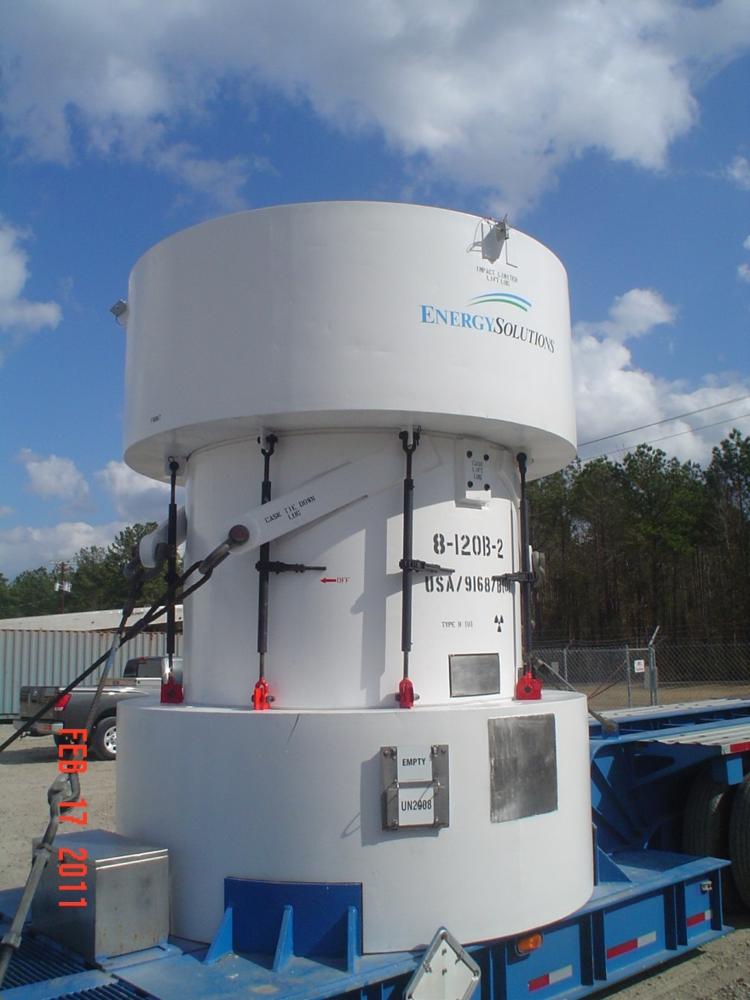 IMPACT LIMITER
LIFT LUG
ENERGYSOLUTIONS
FRONT
CASK
LIFT
LUG
CASK TIE DOWN
LUG
8-120B-2
OFF
USA/9168/B(U)
TYPE B (U)
EMPTY
UN2908
FEB 17 2011